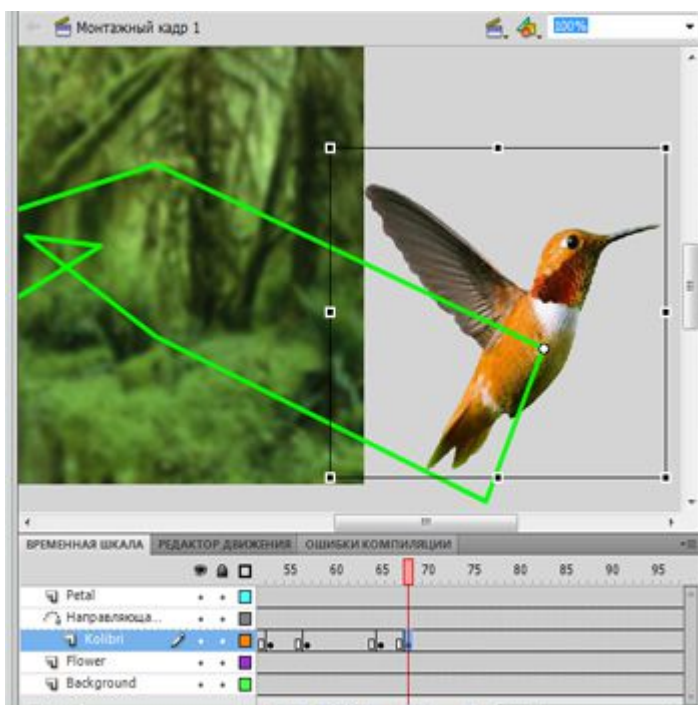 Монтажный кадр 1
100%
ВРЕМЕННАЯ ШКАЛА РЕДАКТОР ДВИЖЕНИЯ ОШИБКИ КОМПИЛЯЦИИ
55 60 65 70 75 80 85 90 95
Petal
Направляюща...
Kolibri
Flower
Background